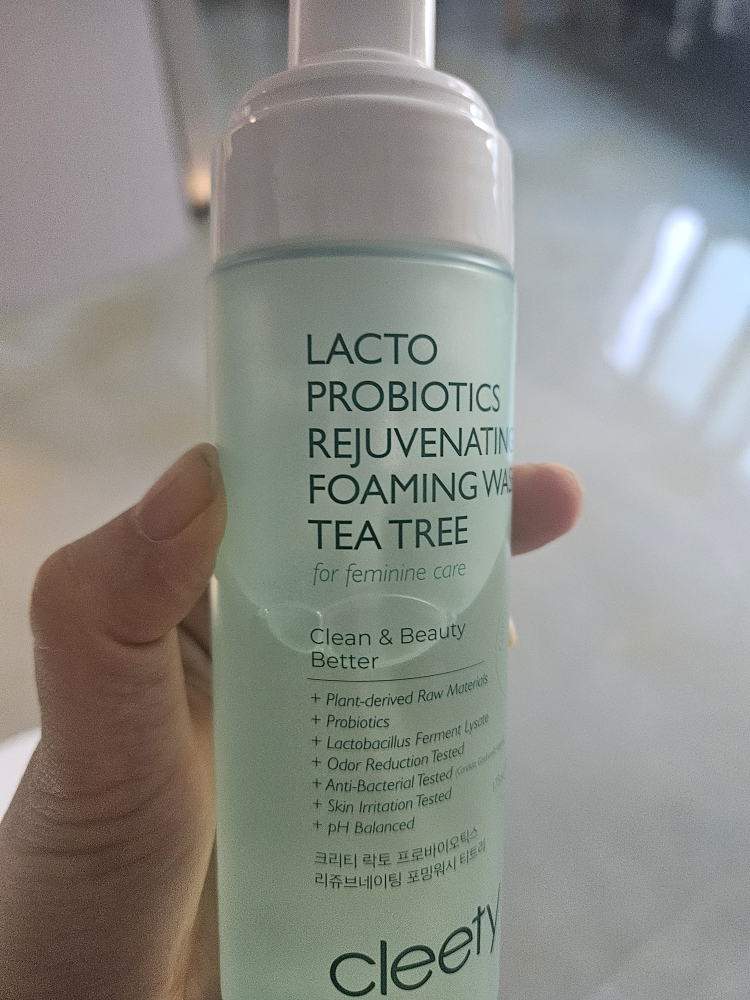 LACTO
PROBIOTICS
REJUVENATING
FOAMING WAS
TEA TREE
for feminine care
Clean & Beauty
Better
+ Plant-derived Raw Materials
+ Probiotics
+ Lactobacillus Ferment Lysate
+ Odor Reduction Tested
+ Anti-Bacterial Tested
+ Skin Irritation Tested
+ pH Balanced
크리티 락토 프로바이오틱스
리쥬브네이팅 포밍워시 티트리
cleety